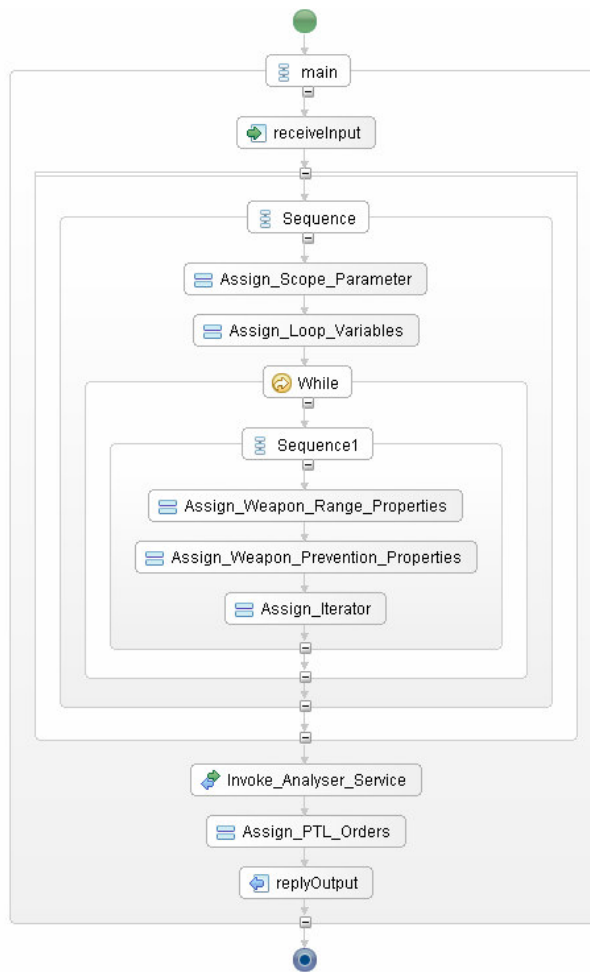 main
receiveInput
Sequence
Assign_Scope_Parameter
Assign_Loop_Variables
While
Sequence1
Assign_Weapon_Range_Properties
Assign_Weapon_Prevention_Properties
Assign_Iterator
Invoke_Analyser_Service
Assign_PTL_Orders
replyOutput